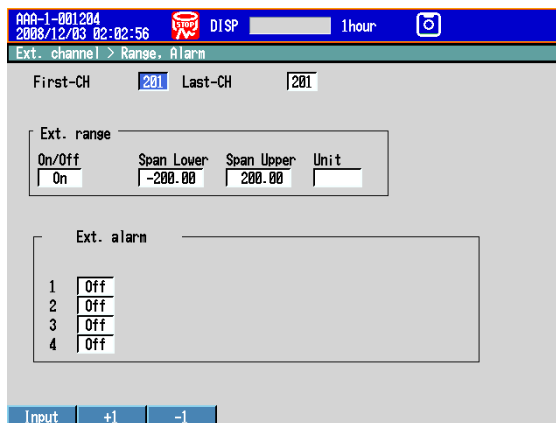 AAA-1-001204
2008/12/03 02:02:56 STOP DISP 1hour
Ext. channel > Range, Alarm
First-CH 201 Last-CH 201
Ext. range
On/Off Span Lower Span Upper Unit
On -200.00 200.00
Ext. alarm
1 Off
2 Off
3 Off
4 Off
Input +1 -1